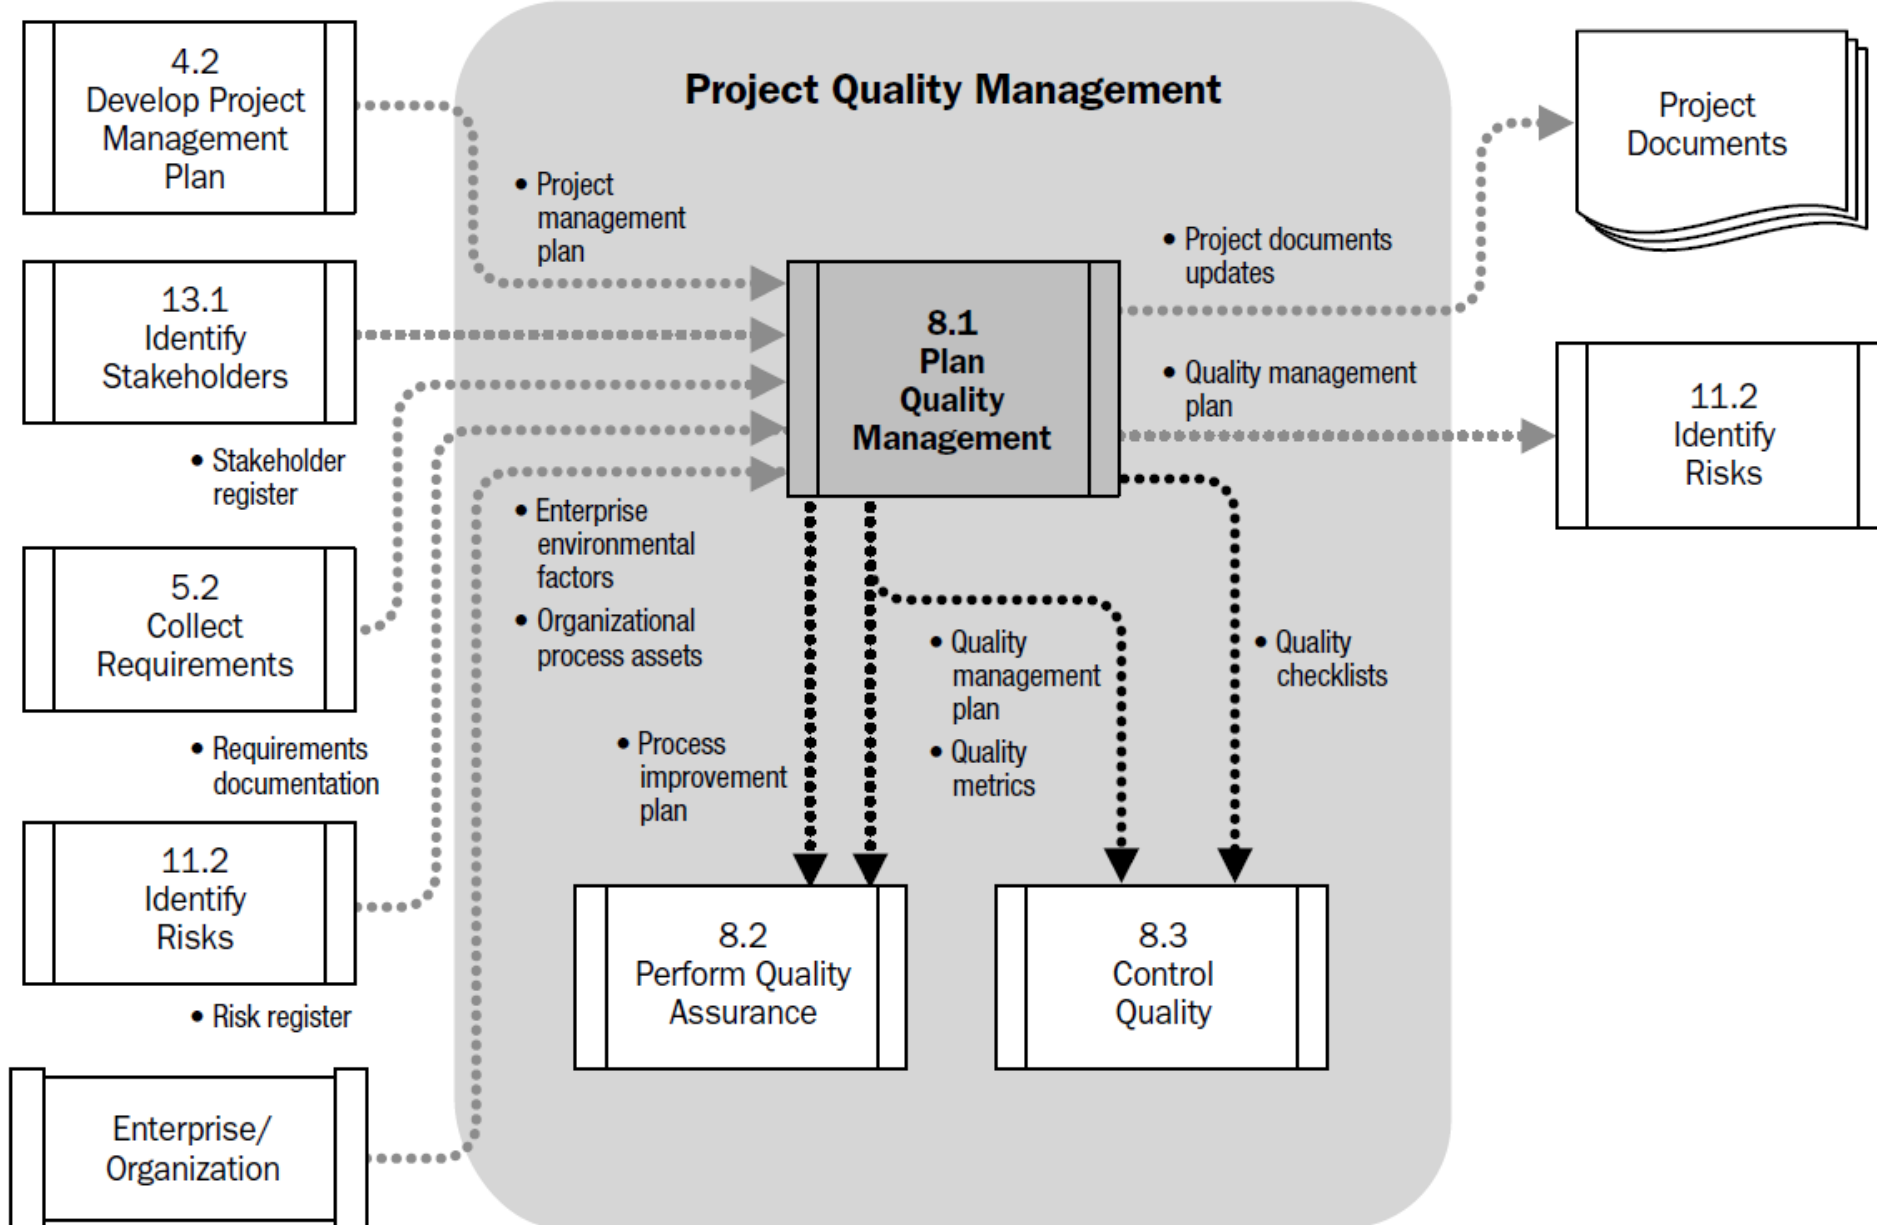 Project Quality Management
4.2
Develop Project
Management
Plan
13.1
Identify
Stakeholders
• Stakeholder
register
5.2
Collect
Requirements
• Requirements
documentation
11.2
Identify
Risks
• Risk register
Enterprise/
Organization
• Project
management
plan
• Enterprise
environmental
factors
• Organizational
process assets
8.1
Plan
Quality
Management
• Project documents
updates
• Quality management
plan
Project
Documents
11.2
Identify
Risks
• Process
improvement
plan
• Quality
management
plan
• Quality
metrics
• Quality
checklists
8.2
Perform Quality
Assurance
8.3
Control
Quality